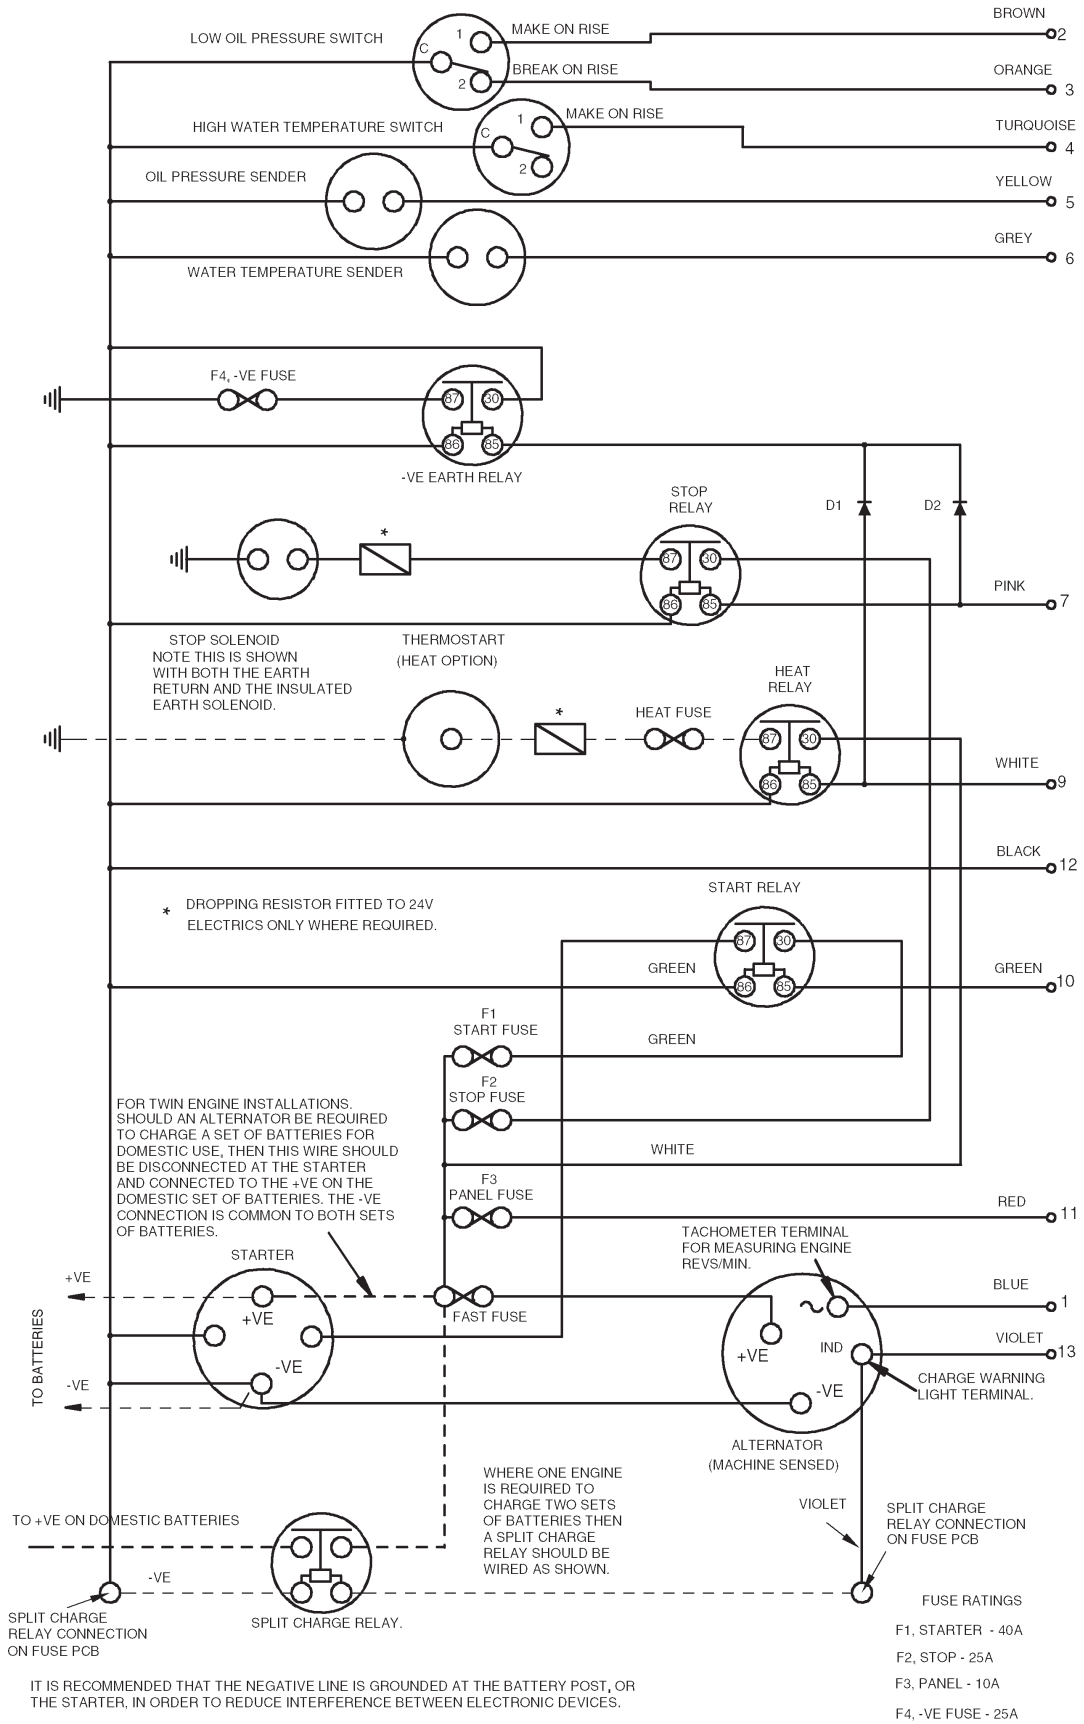 BROWN
2
LOW OIL PRESSURE SWITCH
C
1
2
MAKE ON RISE
BREAK ON RISE
ORANGE
3
HIGH WATER TEMPERATURE SWITCH
C
1
2
MAKE ON RISE
TURQUOISE
4
OIL PRESSURE SENDER
YELLOW
5
WATER TEMPERATURE SENDER
GREY
6
F4, -VE FUSE
87
30
86
85
-VE EARTH RELAY
D1
D2
STOP
RELAY
*
87
30
86
85
PINK
7
STOP SOLENOID
NOTE THIS IS SHOWN
WITH BOTH THE EARTH
RETURN AND THE INSULATED
EARTH SOLENOID.
THERMOSTART
(HEAT OPTION)
*
HEAT FUSE
HEAT
RELAY
87
30
86
85
WHITE
9
BLACK
12
* DROPPING RESISTOR FITTED TO 24V
ELECTRICS ONLY WHERE REQUIRED.
START RELAY
87
30
86
85
GREEN
GREEN
10
F1
START FUSE
GREEN
F2
STOP FUSE
WHITE
F3
PANEL FUSE
RED
11
FOR TWIN ENGINE INSTALLATIONS.
SHOULD AN ALTERNATOR BE REQUIRED
TO CHARGE A SET OF BATTERIES FOR
DOMESTIC USE, THEN THIS WIRE SHOULD
BE DISCONNECTED AT THE STARTER
AND CONNECTED TO THE +VE ON THE
DOMESTIC SET OF BATTERIES. THE -VE
CONNECTION IS COMMON TO BOTH SETS
OF BATTERIES.
TACHOMETER TERMINAL
FOR MEASURING ENGINE
REVS/MIN.
STARTER
+VE
+VE
-VE
-VE
TO BATTERIES
FAST FUSE
BLUE
1
+VE
IND
-VE
VIOLET
13
CHARGE WARNING
LIGHT TERMINAL.
ALTERNATOR
(MACHINE SENSED)
WHERE ONE ENGINE
IS REQUIRED TO
CHARGE TWO SETS
OF BATTERIES THEN
A SPLIT CHARGE
RELAY SHOULD BE
WIRED AS SHOWN.
VIOLET
SPLIT CHARGE
RELAY CONNECTION
ON FUSE PCB
TO +VE ON DOMESTIC BATTERIES
-VE
SPLIT CHARGE RELAY.
SPLIT CHARGE
RELAY CONNECTION
ON FUSE PCB
FUSE RATINGS
F1, STARTER - 40A
F2, STOP - 25A
F3, PANEL - 10A
F4, -VE FUSE - 25A
IT IS RECOMMENDED THAT THE NEGATIVE LINE IS GROUNDED AT THE BATTERY POST, OR
THE STARTER, IN ORDER TO REDUCE INTERFERENCE BETWEEN ELECTRONIC DEVICES.